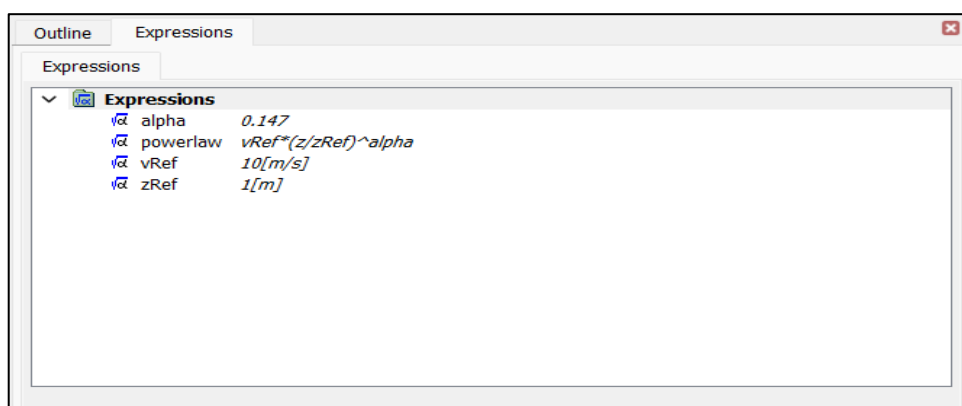 Outline Expressions
Expressions
Expressions
alpha 0.147
powerlaw vRef*(z/zRef)^alpha
vRef 10[m/s]
zRef 1[m]